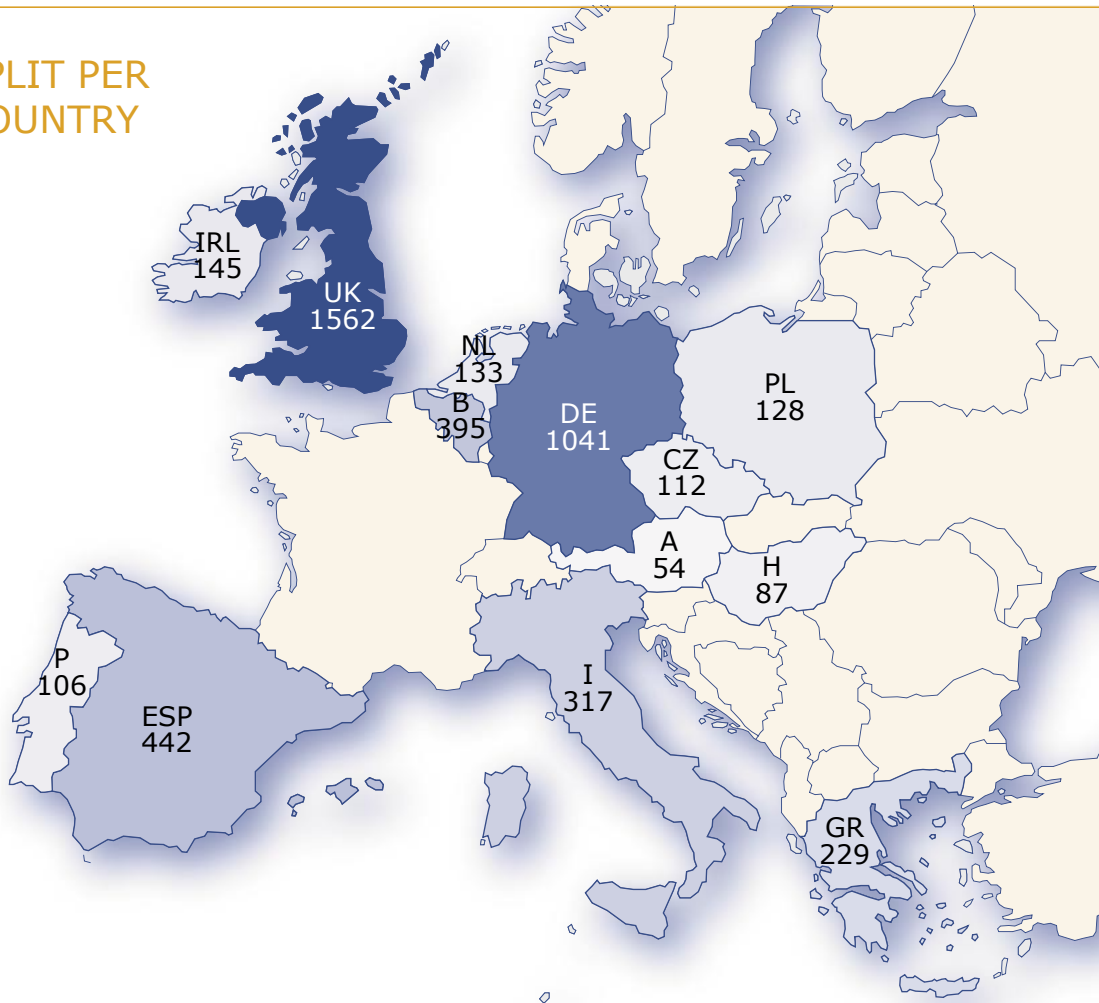 PLIT PER
OUNTRY
IRL
145
UK
1562
NL
133
B
395
DE
1041
PL
128
CZ
112
A
54
H
87
P
106
ESP
442
I
317
GR
229